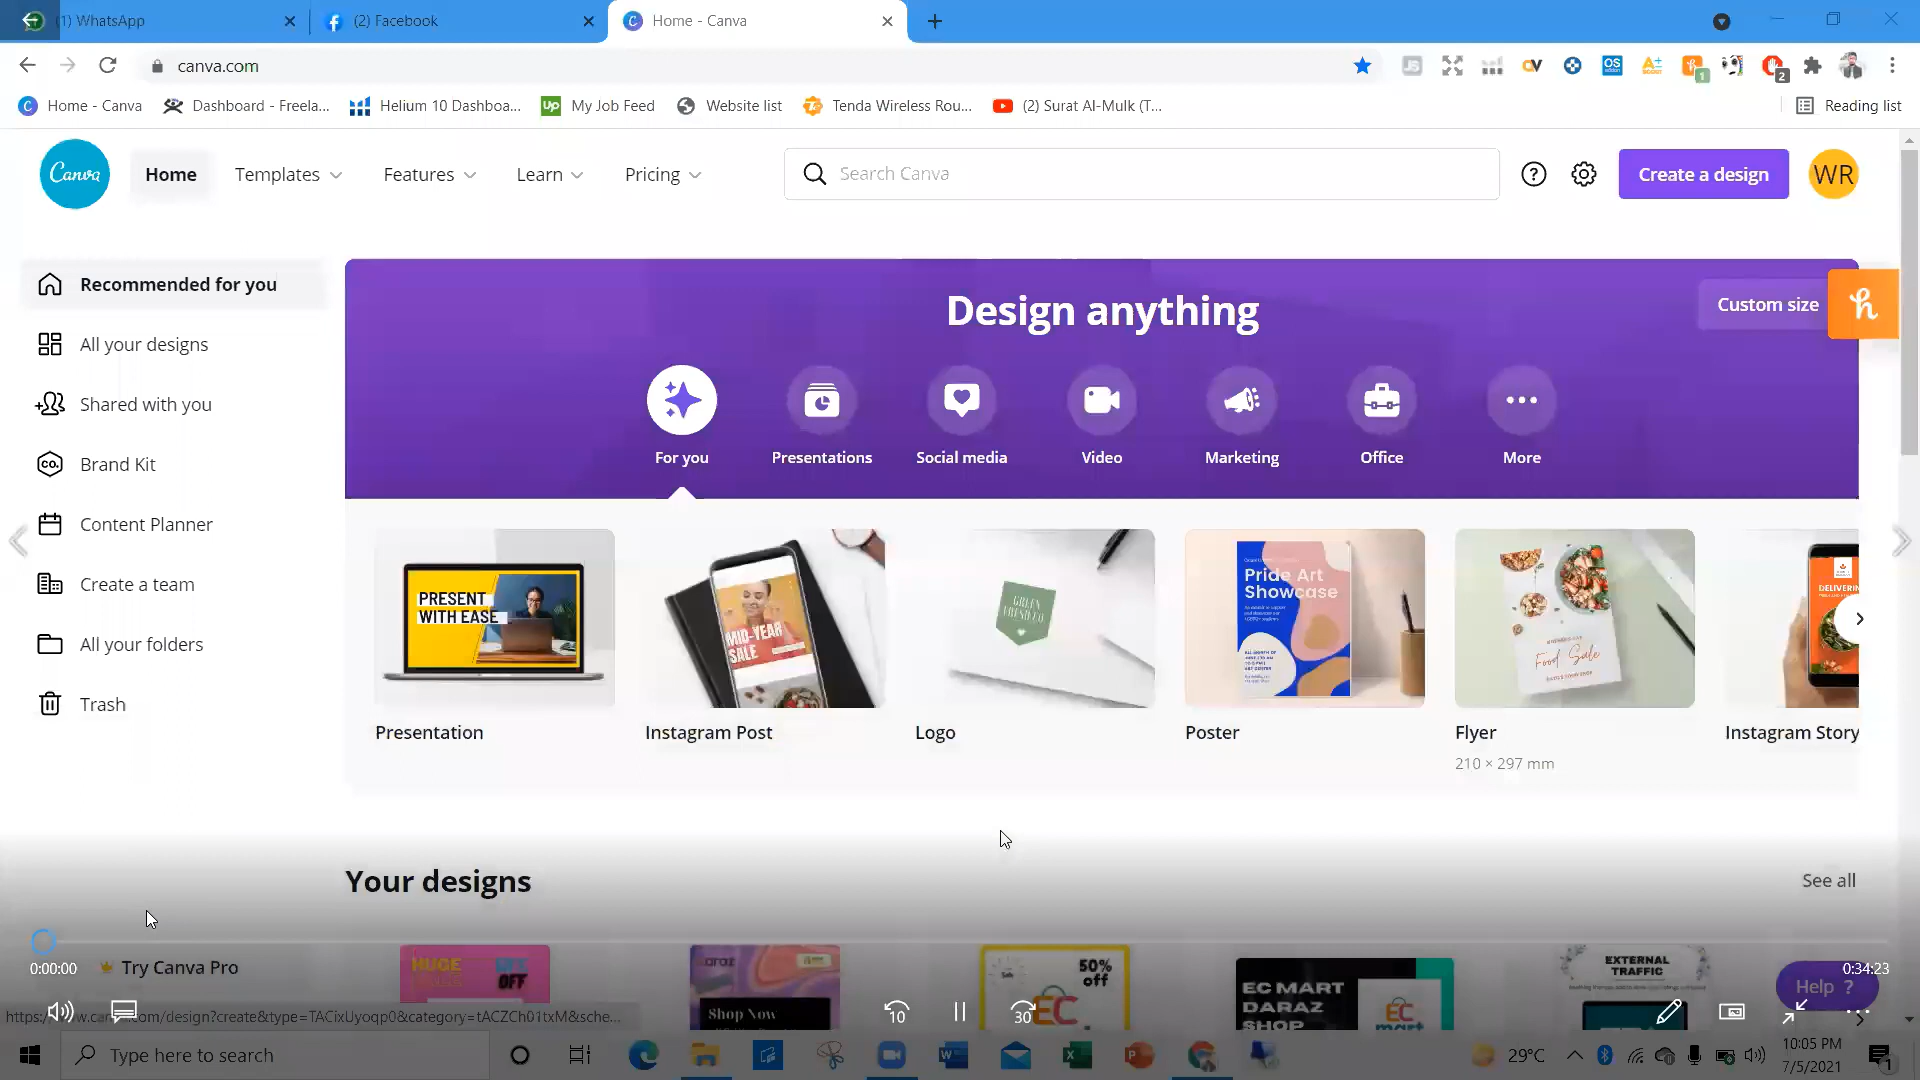 (1) WhatsApp
(2) Facebook
Home - Canva
canva.com
Home - Canva
Dashboard - Freela...
Helium 10 Dashboa...
My Job Feed
Website list
Tenda Wireless Rou...
(2) Surat Al-Mulk (T...
Reading list
Canva
Home
Templates
Features
Learn
Pricing
Search Canva
Create a design
WR
Recommended for you
All your designs
Shared with you
Brand Kit
Content Planner
Create a team
All your folders
Trash
Design anything
Custom size
For you
Presentations
Social media
Video
Marketing
Office
More
PRESENT
WITH EASE
MID-YEAR
SALE
Pride Art
Showcase
Food Sale
DELIVERIN
Presentation
Instagram Post
Logo
Poster
Flyer
Instagram Story
210 × 297 mm
Your designs
See all
0:00:00
Try Canva Pro
0:34:23
HUGE
OFF
Shop Now
50%
off
EC
EC MART
DARAZ
SHOP
EC
mart
EXTERNAL
TRAFFIC
Help ?
10
30
Type here to search
29°C
10:05 PM
7/5/2021